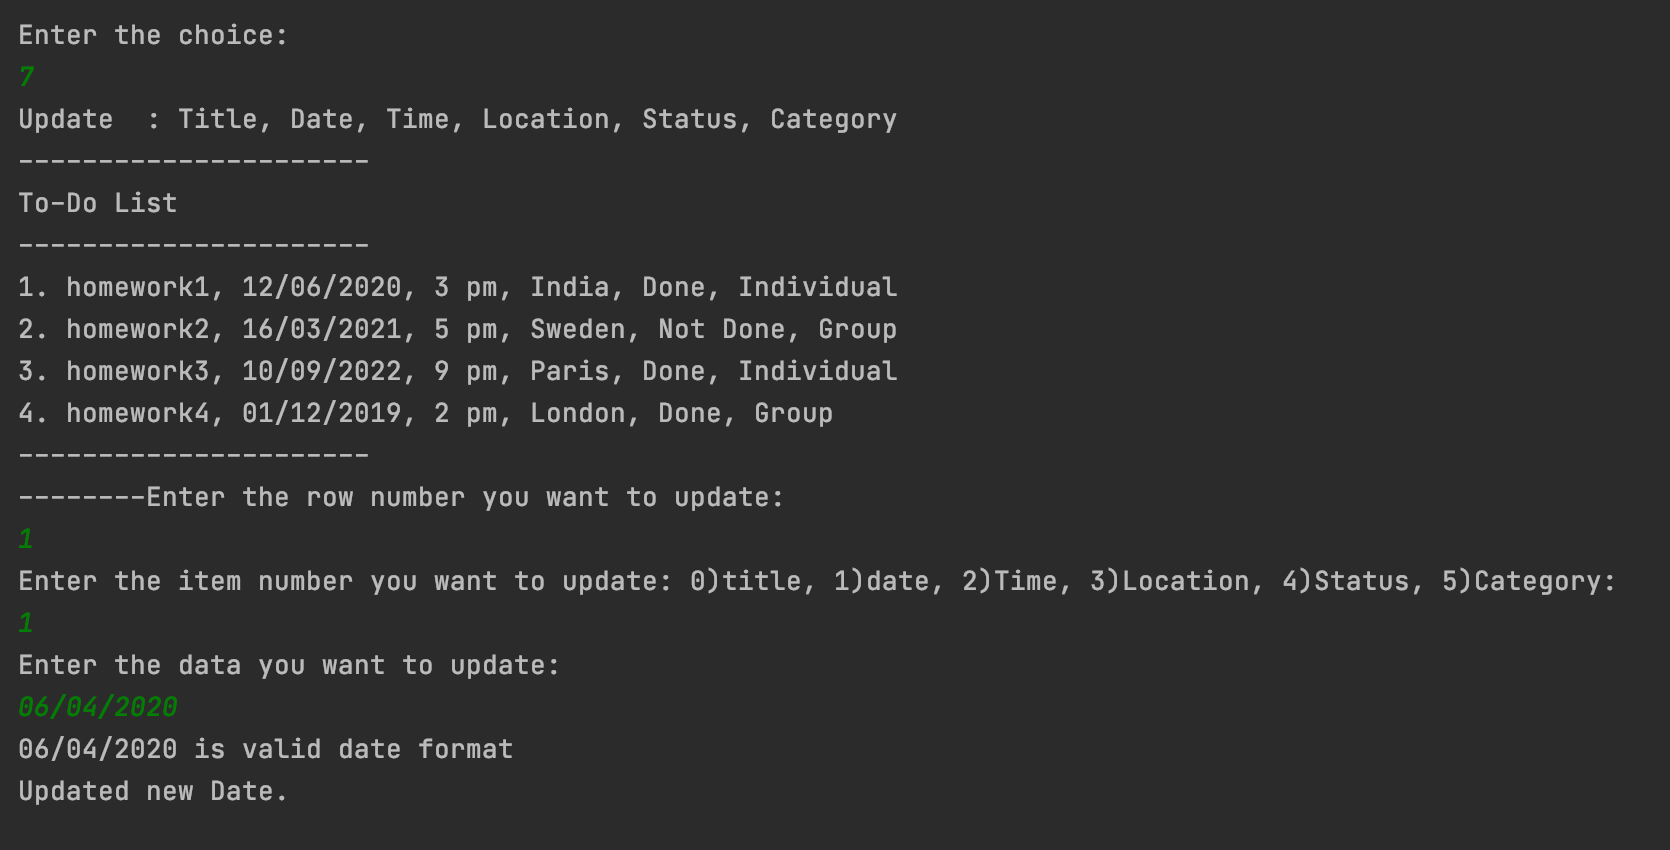 Enter the choice:
7
Update  : Title, Date, Time, Location, Status, Category
----------------------
To-Do List
----------------------
1. homework1, 12/06/2020, 3 pm, India, Done, Individual
2. homework2, 16/03/2021, 5 pm, Sweden, Not Done, Group
3. homework3, 10/09/2022, 9 pm, Paris, Done, Individual
4. homework4, 01/12/2019, 2 pm, London, Done, Group
----------------------
--------Enter the row number you want to update:
1
Enter the item number you want to update: 0)title, 1)date, 2)Time, 3)Location, 4)Status, 5)Category:
1
Enter the data you want to update:
06/04/2020
06/04/2020 is valid date format
Updated new Date.